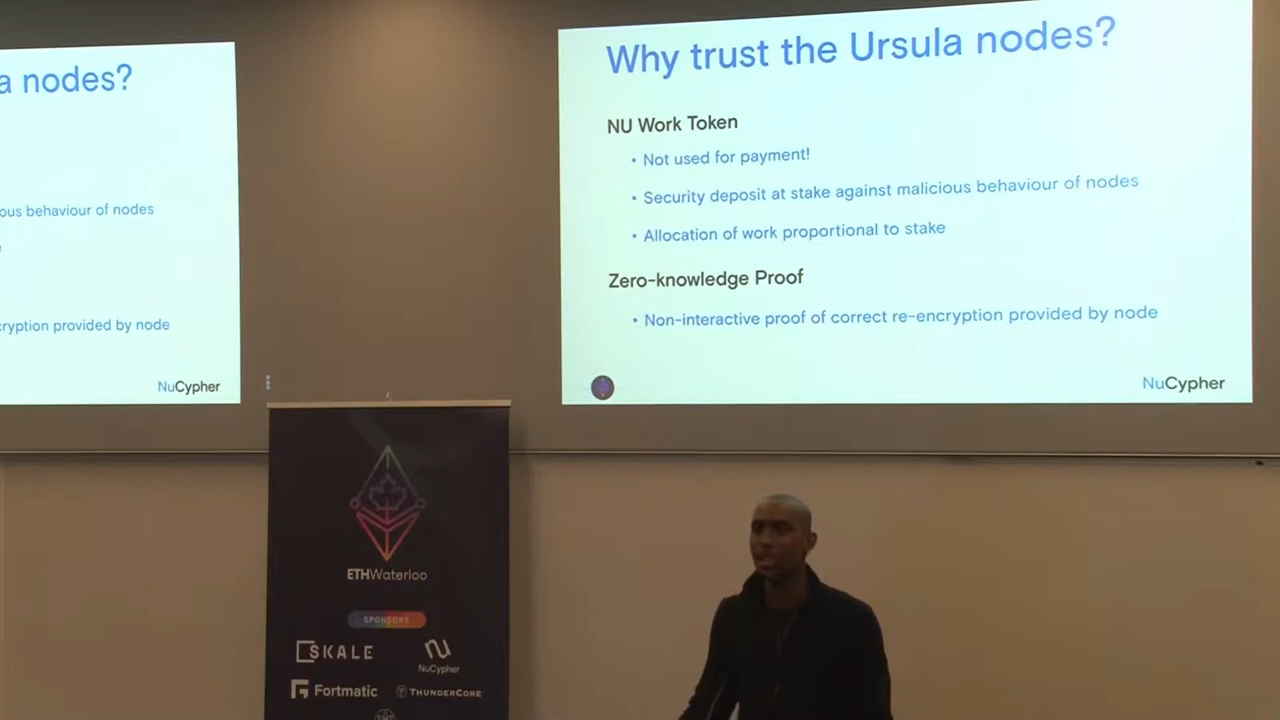 a nodes?
ous behaviour of nodes
cryption provided by node
NuCypher
Why trust the Ursula nodes?
NU Work Token
• Not used for payment!
• Security deposit at stake against malicious behaviour of nodes
• Allocation of work proportional to stake
Zero-knowledge Proof
• Non-interactive proof of correct re-encryption provided by node
NuCypher
ETHWaterloo
SPONSORS
SKALE
NuCypher
Fortmatic
THUNDERCORE